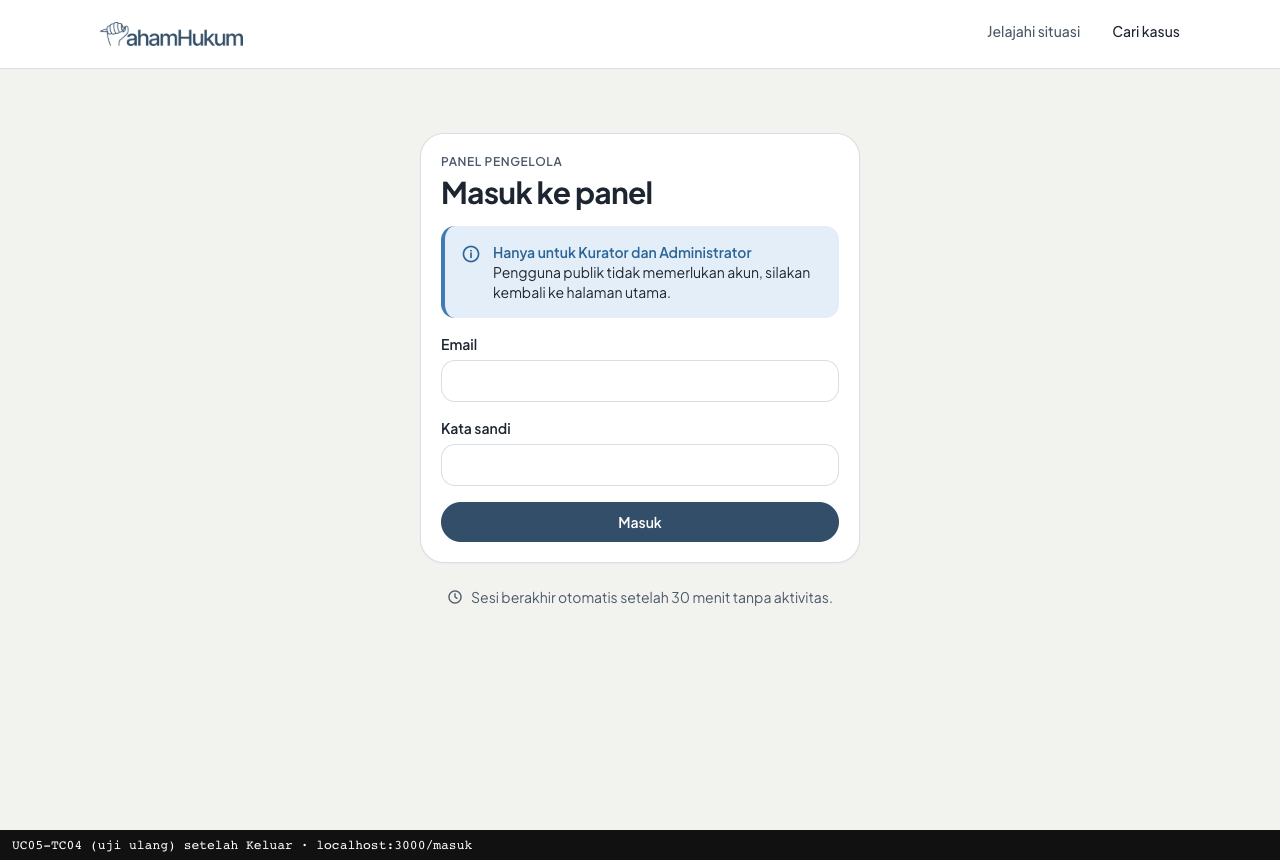 ahamHukum
Jelajahi situasi
Cari kasus
PANEL PENGELOLA
Masuk ke panel
Hanya untuk Kurator dan Administrator
Pengguna publik tidak memerlukan akun, silakan
kembali ke halaman utama.
Email
Kata sandi
Masuk
Sesi berakhir otomatis setelah 30 menit tanpa aktivitas.
UC05-TC04 (uji ulang) setelah Keluar · localhost:3000/masuk